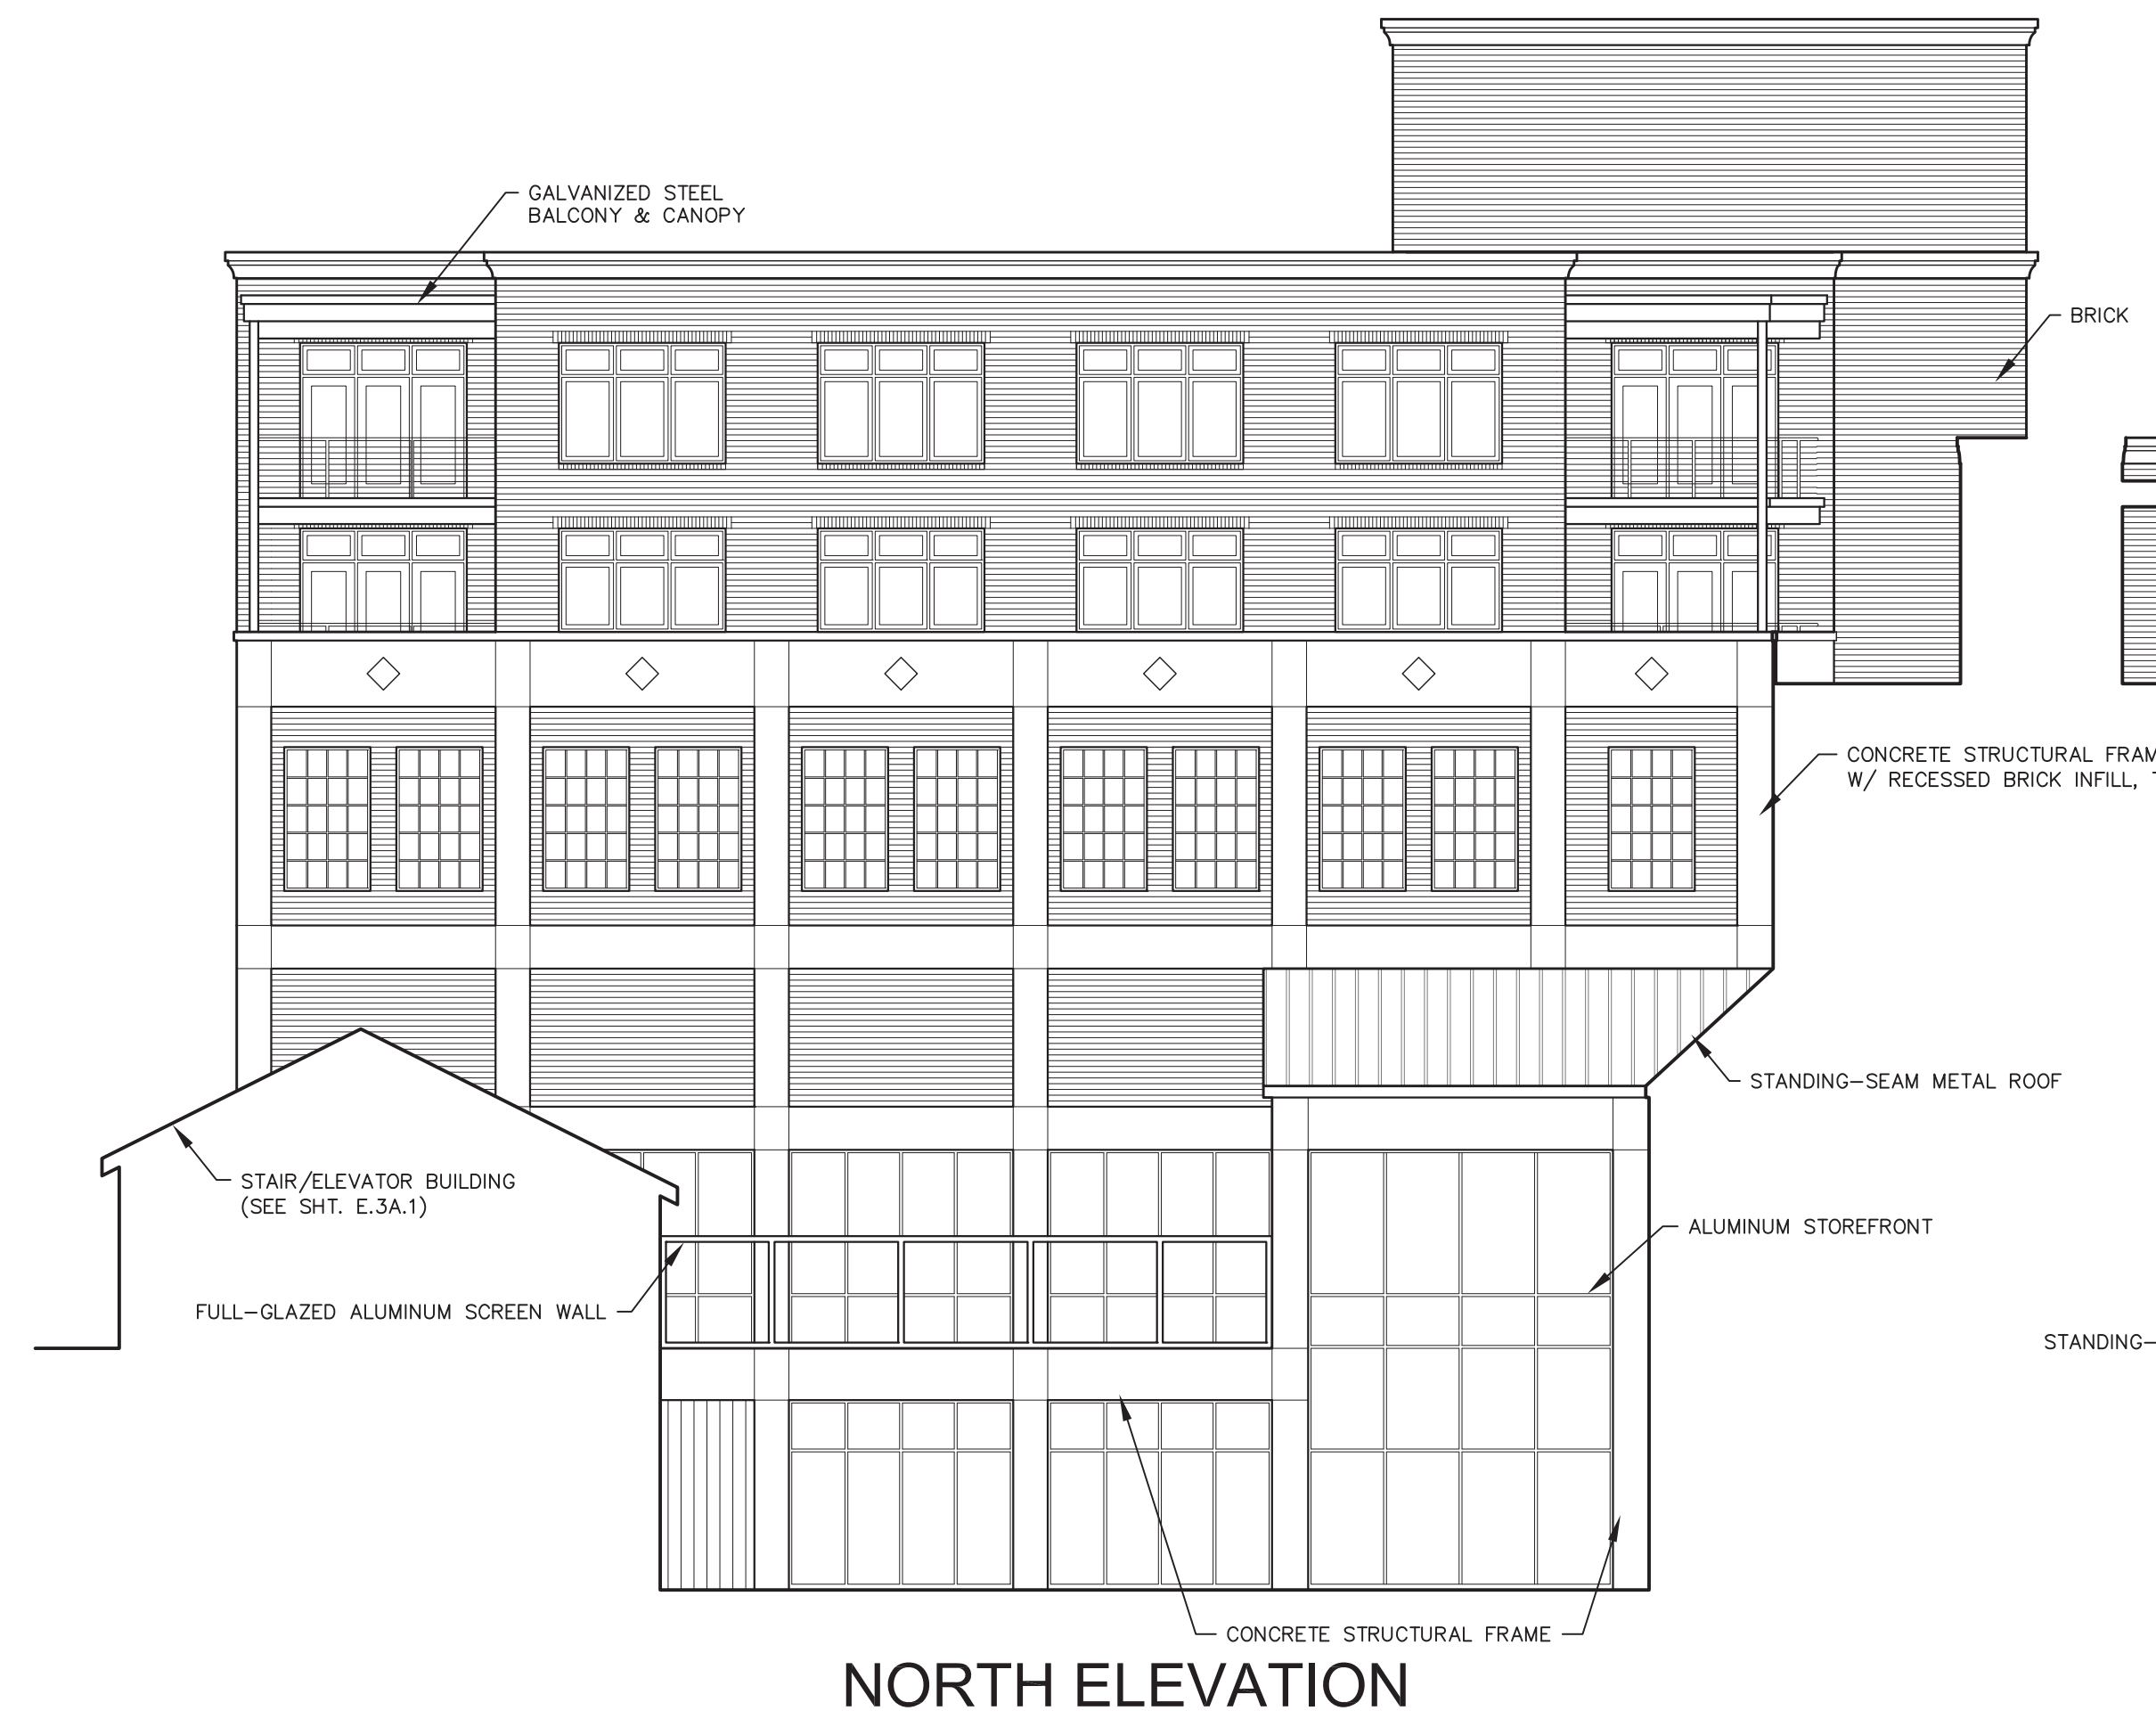 GALVANIZED STEEL
BALCONY & CANOPY
BRICK
CONCRETE STRUCTURAL
W/ RECESSED BRICK INFILL,
STANDING-SEAM METAL ROOF
STAIR/ELEVATOR BUILDING
(SEE SHT. E.3A.1)
ALUMINUM STOREFRONT
FULL-GLAZED ALUMINUM SCREEN WALL
STANDING-
CONCRETE STRUCTURAL FRAME
NORTH ELEVATION